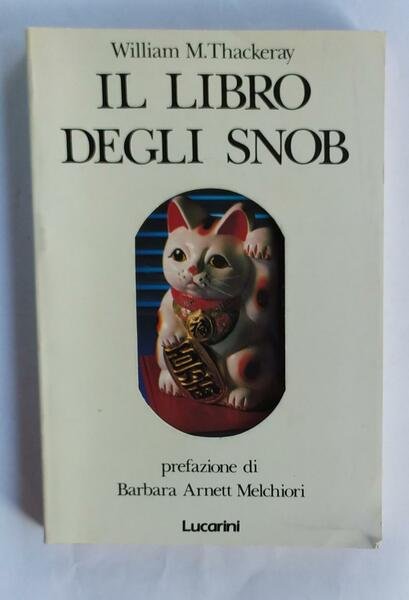 William M.Thackeray
IL LIBRO
DEGLI SNOB
prefazione di
Barbara Arnett Melchiori
Lucarini